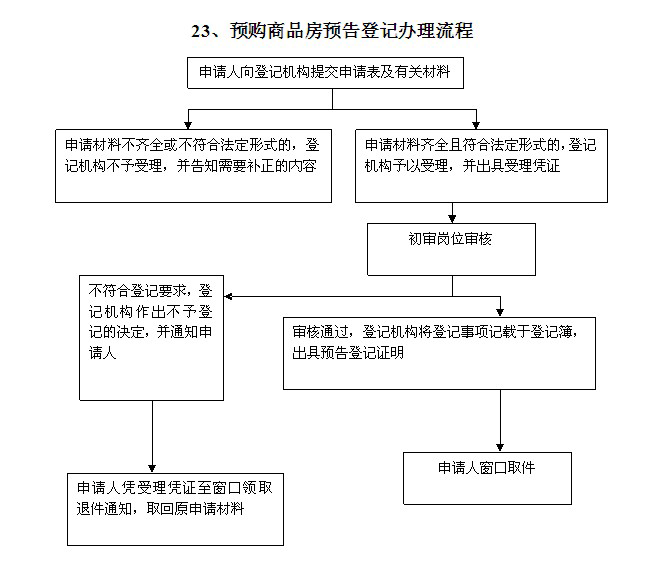 23、预购商品房预告登记办理流程
申请人向登记机构提交申请表及有关材料
申请材料不齐全或不符合法定形式的，登
记机构不予受理，并告知需要补正的内容
申请材料齐全且符合法定形式的，登记
机构予以受理，并出具受理凭证
初审岗位审核
不符合登记要求，登
记机构作出不予登
记的决定，并通知申
请人
审核通过，登记机构将登记事项记载于登记簿，
出具预告登记证明
申请人凭受理凭证至窗口领取
退件通知，取回原申请材料
申请人窗口取件